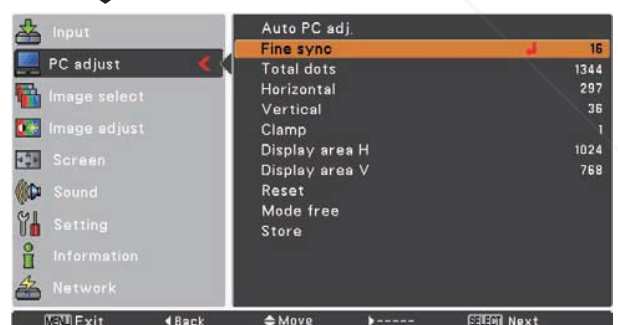 Input
PC adjust
Image select
Image adjust
Screen
Sound
Setting
Information
Network
Auto PC adj.
Fine sync 16
Total dots 1344
Horizontal 297
Vertical 36
Clamp 1
Display area H 1024
Display area V 768
Reset
Mode free
Store
MENU Exit ◀Back Move ▶----- SELECT Next